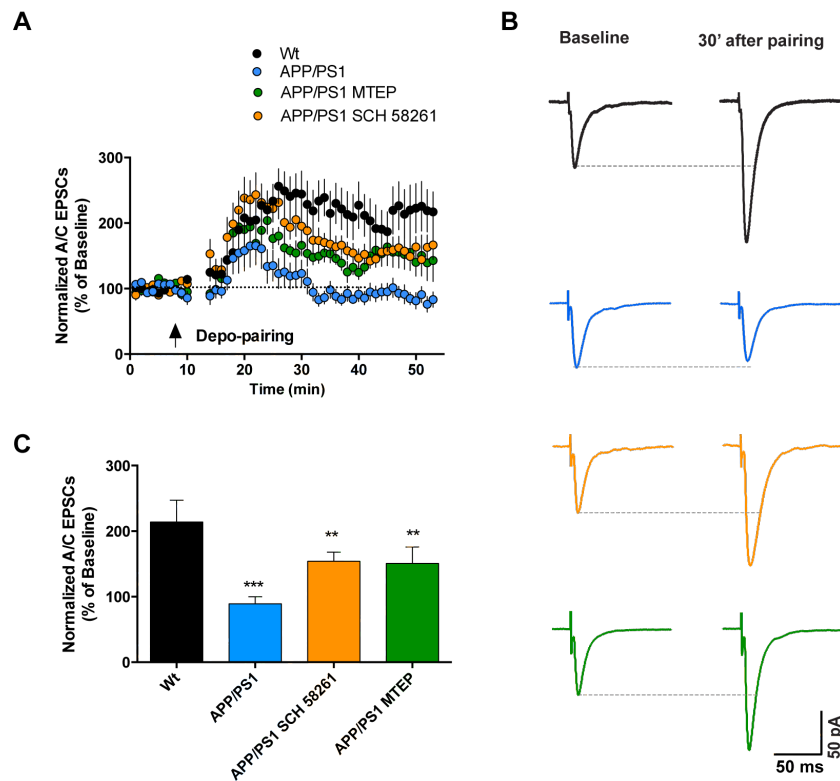 A
Wt
APP/PS1
APP/PS1 MTEP
APP/PS1 SCH 58261
Normalized A/C EPSCs
(% of Baseline)
300
200
100
0
Depo-pairing
0
10
20
30
40
50
Time (min)
B
Baseline
30' after pairing
50 pA
50 ms
C
Normalized A/C EPSCs
(% of Baseline)
300
200
100
0
***
**
**
Wt
APP/PS1
APP/PS1 SCH 58261
APP/PS1 MTEP